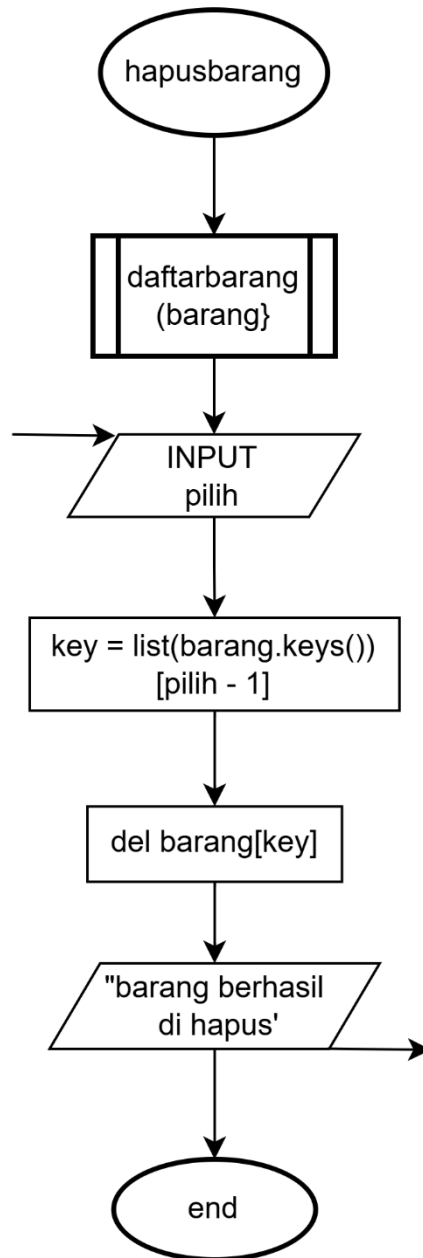 hapusbarang
daftarbarang
(barang}
INPUT
pilih
key = list(barang.keys())
[pilih - 1]
del barang[key]
"barang berhasil
di hapus'
end